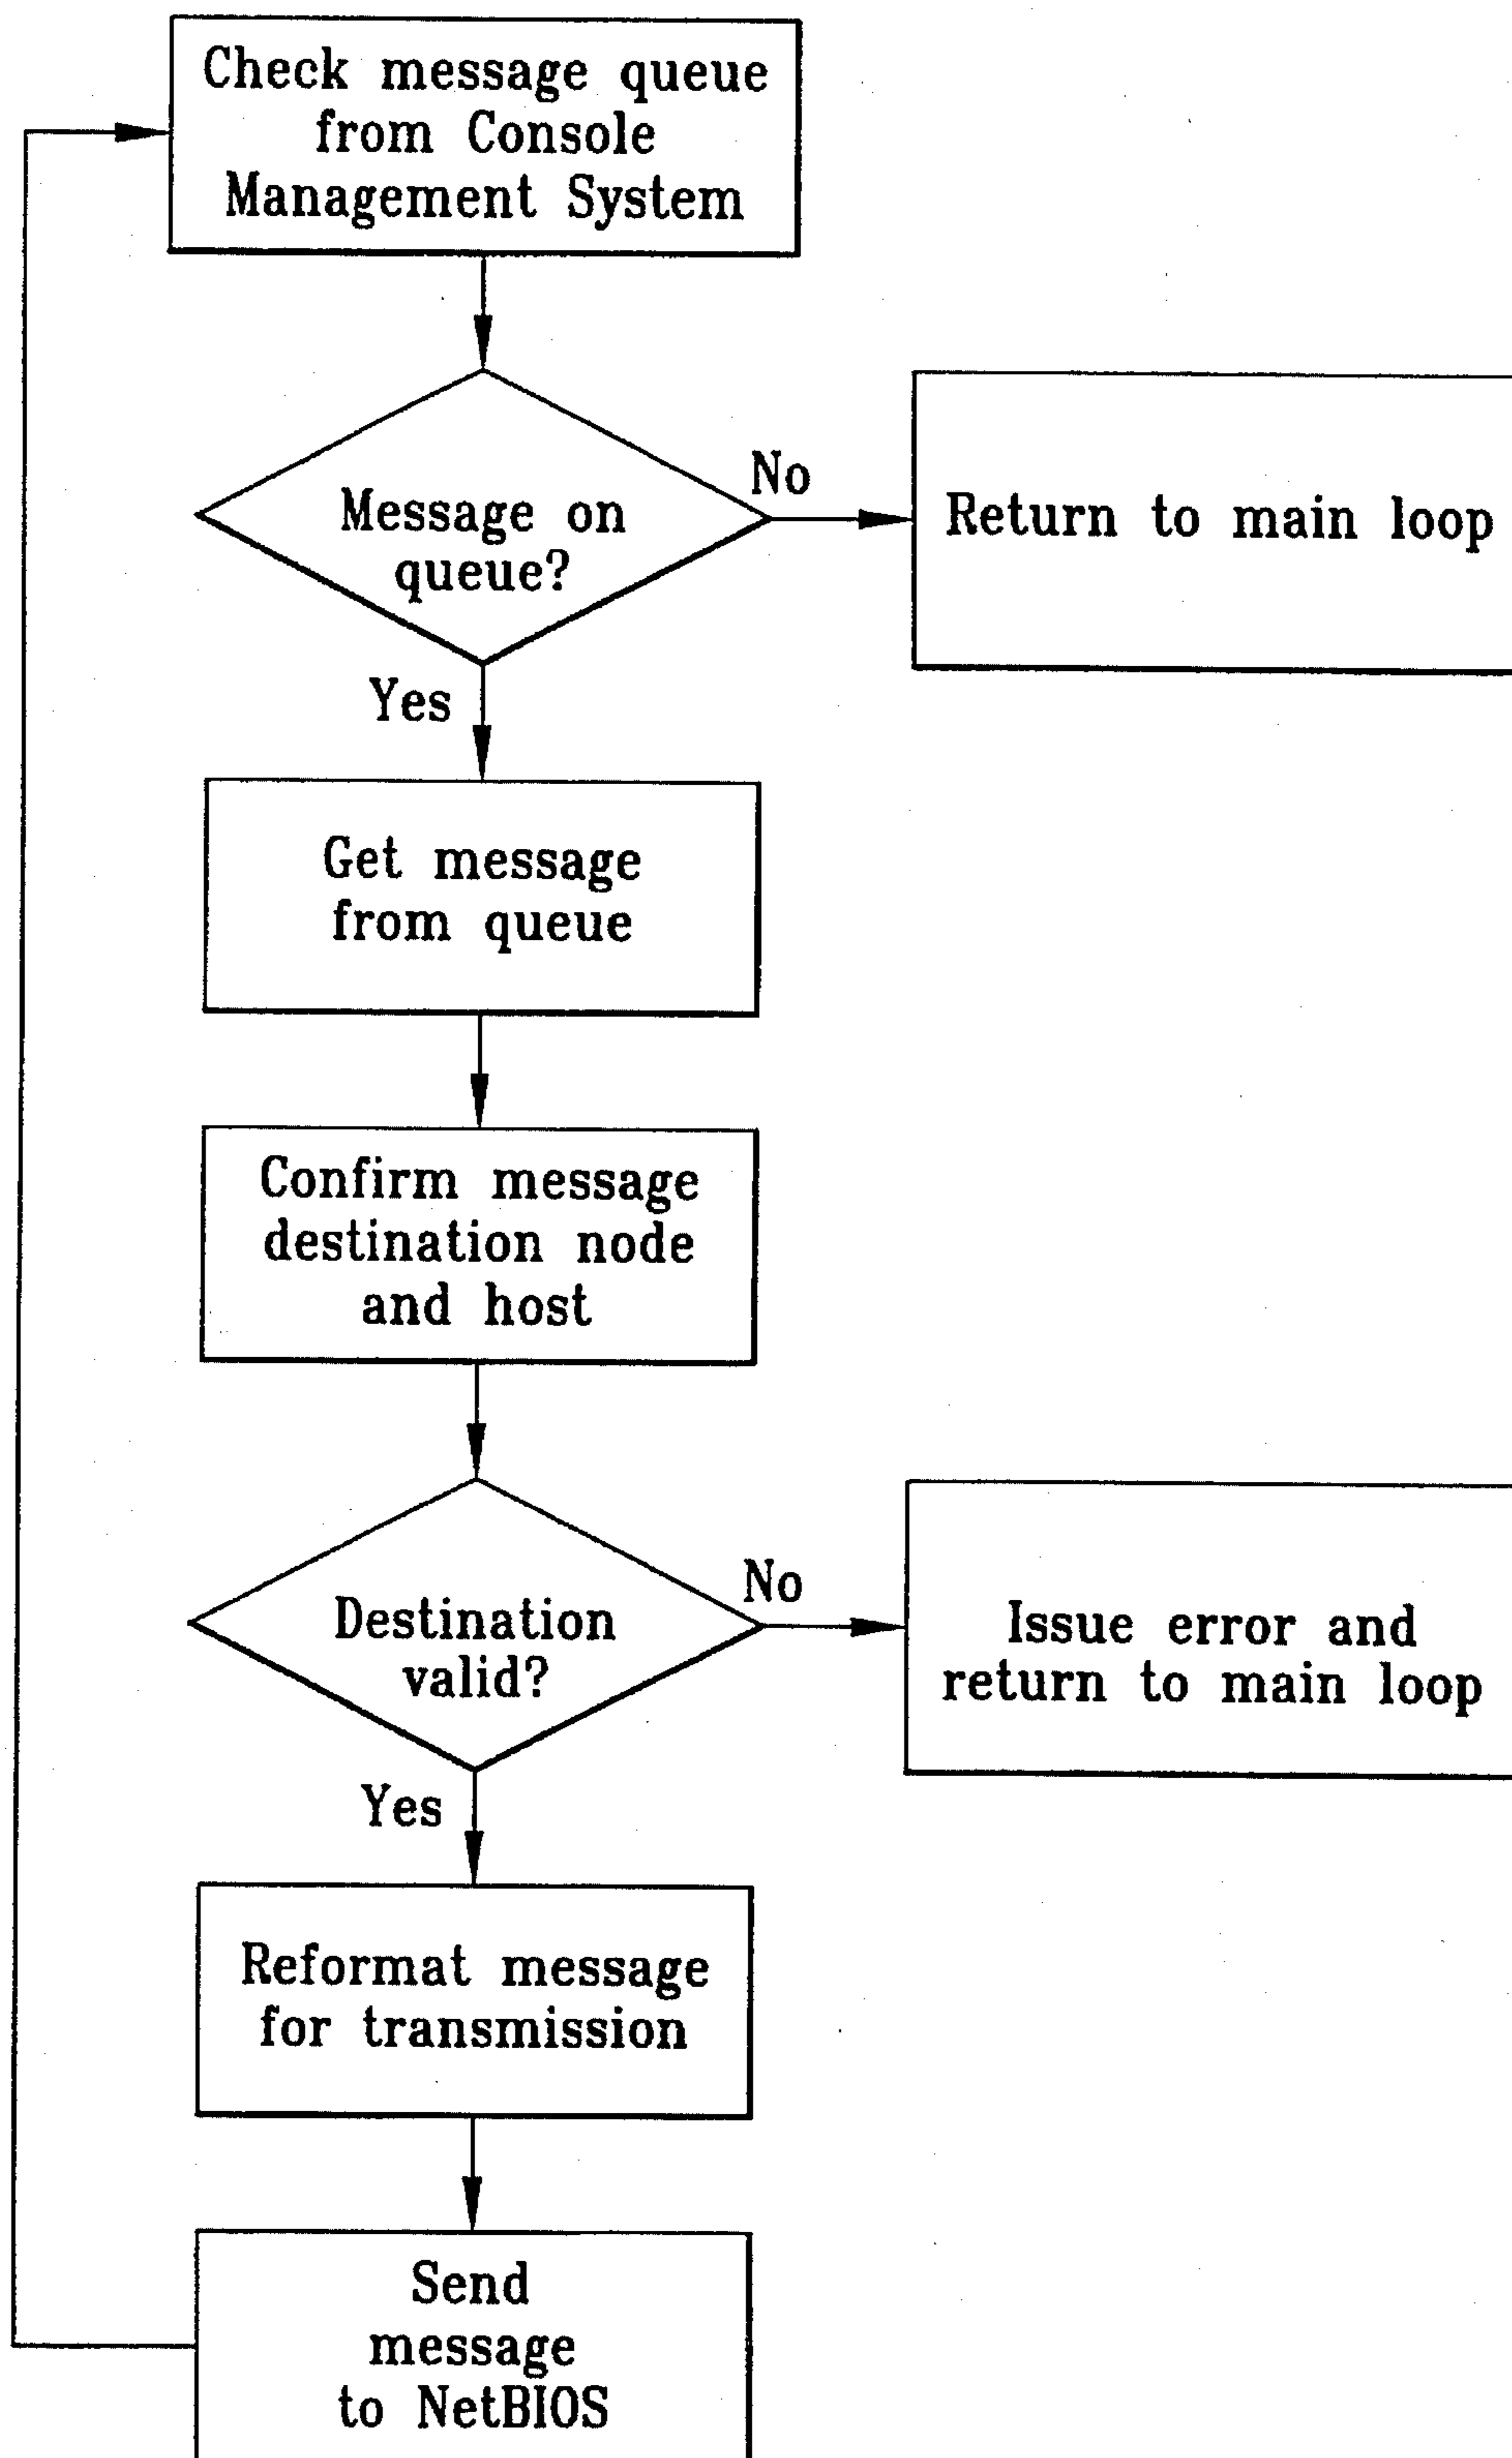 Check message queue
from Console
Management System
No
Message on
queue?
Return to main loop
Yes
Get message
from queue
Confirm message
destination node
and host
No
Destination
valid?
Issue error and
return to main loop
Yes
Reformat message
for transmission
Send
message
to NetBIOS